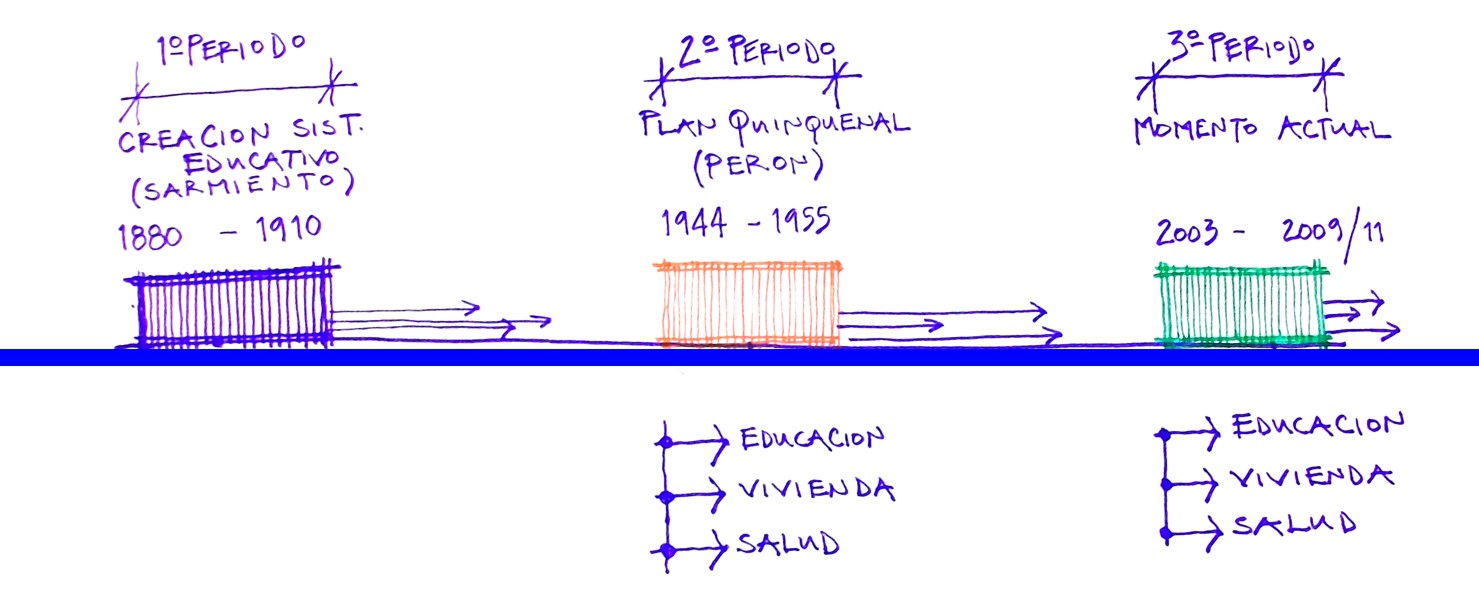 1º PERIODO
CREACION SIST.
EDUCATIVO
(SARMIENTO)
1880 - 1910
2º PERIODO
PLAN QUINQUENAL
(PERON)
1944 - 1955
EDUCACION
VIVIENDA
SALUD
3º PERIODO
MOMENTO ACTUAL
2003 - 2009/11
EDUCACION
VIVIENDA
SALUD